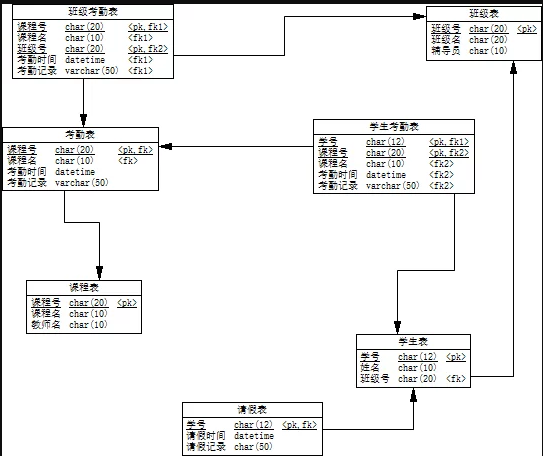 班级考勤表
课程号 char(20) <pk,fk1>
课程名 char(10) <fk1>
班级号 char(20) <pk,fk2>
考勤时间 datetime <fk1>
考勤记录 varchar(50) <fk1>
班级表
班级号 char(20) <pk>
班级名 char(20)
辅导员 char(10)
考勤表
课程号 char(20) <pk,fk>
课程名 char(10) <fk>
考勤时间 datetime
考勤记录 varchar(50)
学生考勤表
学号 char(12) <pk,fk1>
课程号 char(20) <pk,fk2>
课程名 char(10) <fk2>
考勤时间 datetime <fk2>
考勤记录 varchar(50) <fk2>
课程表
课程号 char(20) <pk>
课程名 char(10)
教师名 char(10)
学生表
学号 char(12) <pk>
姓名 char(10)
班级号 char(20) <fk>
请假表
学号 char(12) <pk,fk>
请假时间 datetime
请假记录 char(50)